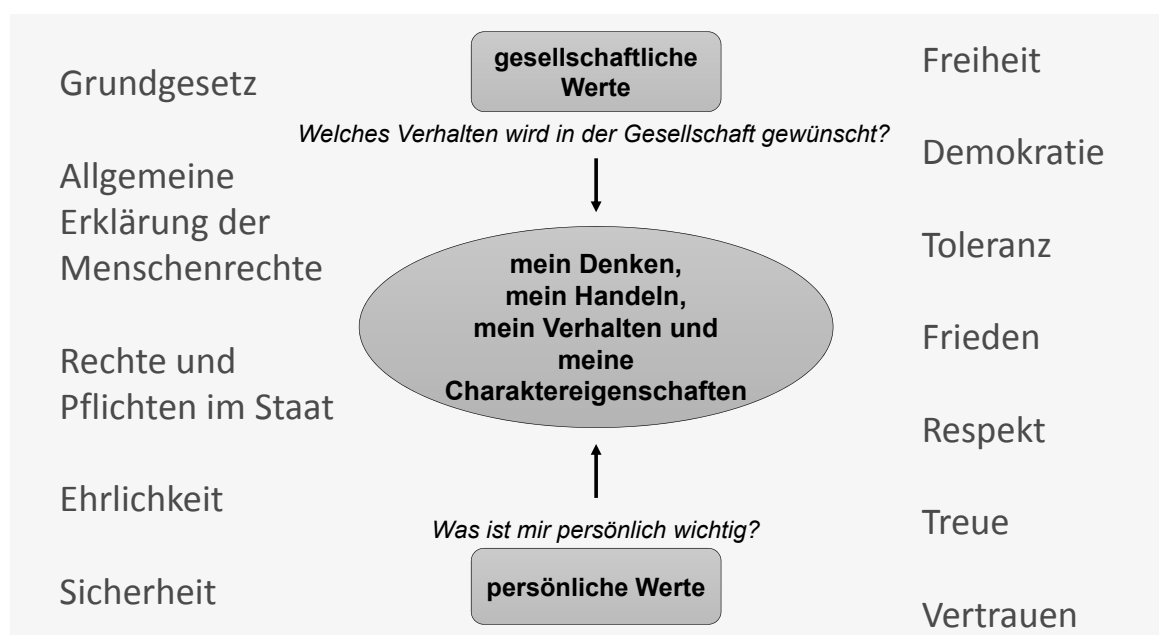 Grundgesetz
Allgemeine
Erklärung der
Menschenrechte
Rechte und
Pflichten im Staat
Ehrlichkeit
Sicherheit
gesellschaftliche
Werte
Welches Verhalten wird in der Gesellschaft gewünscht?
mein Denken,
mein Handeln,
mein Verhalten und
meine
Charaktereigenschaften
Was ist mir persönlich wichtig?
persönliche Werte
Freiheit
Demokratie
Toleranz
Frieden
Respekt
Treue
Vertrauen